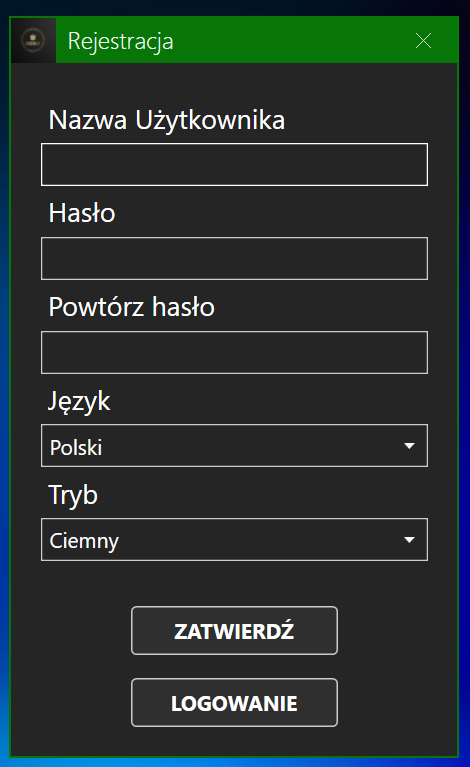 Rejestracja
Nazwa Użytkownika
Hasło
Powtórz hasło
Język
Polski
Tryb
Ciemny
ZATWIERDŹ
LOGOWANIE